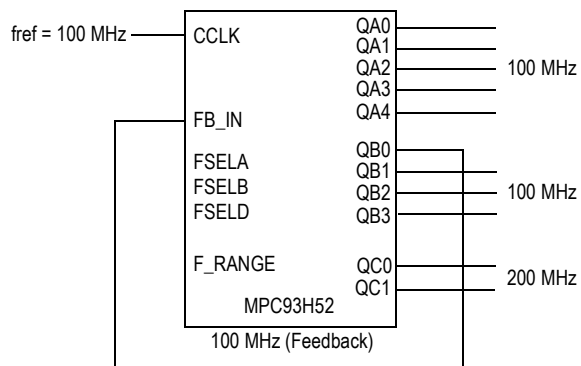 fref = 100 MHz
CCLK
QA0
QA1
QA2
QA3
QA4
100 MHz
FB_IN
FSELA
FSELB
FSELD
QB0
QB1
QB2
QB3
100 MHz
F_RANGE
QC0
QC1
200 MHz
MPC93H52
100 MHz (Feedback)